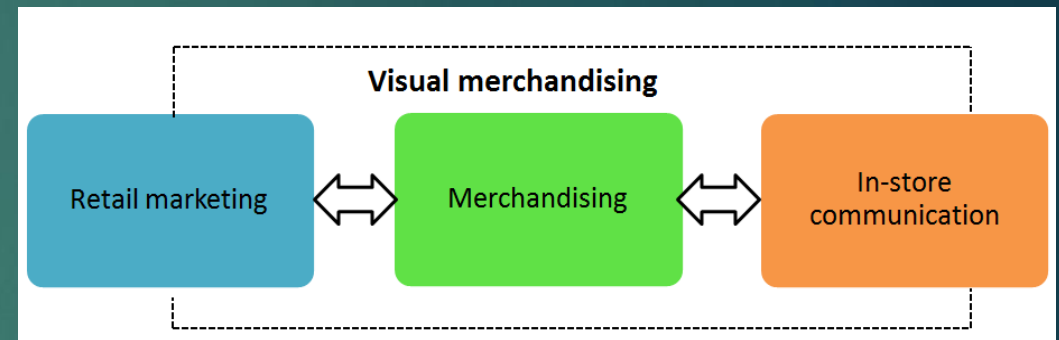 Visual merchandising
Retail marketing
Merchandising
In-store
communication